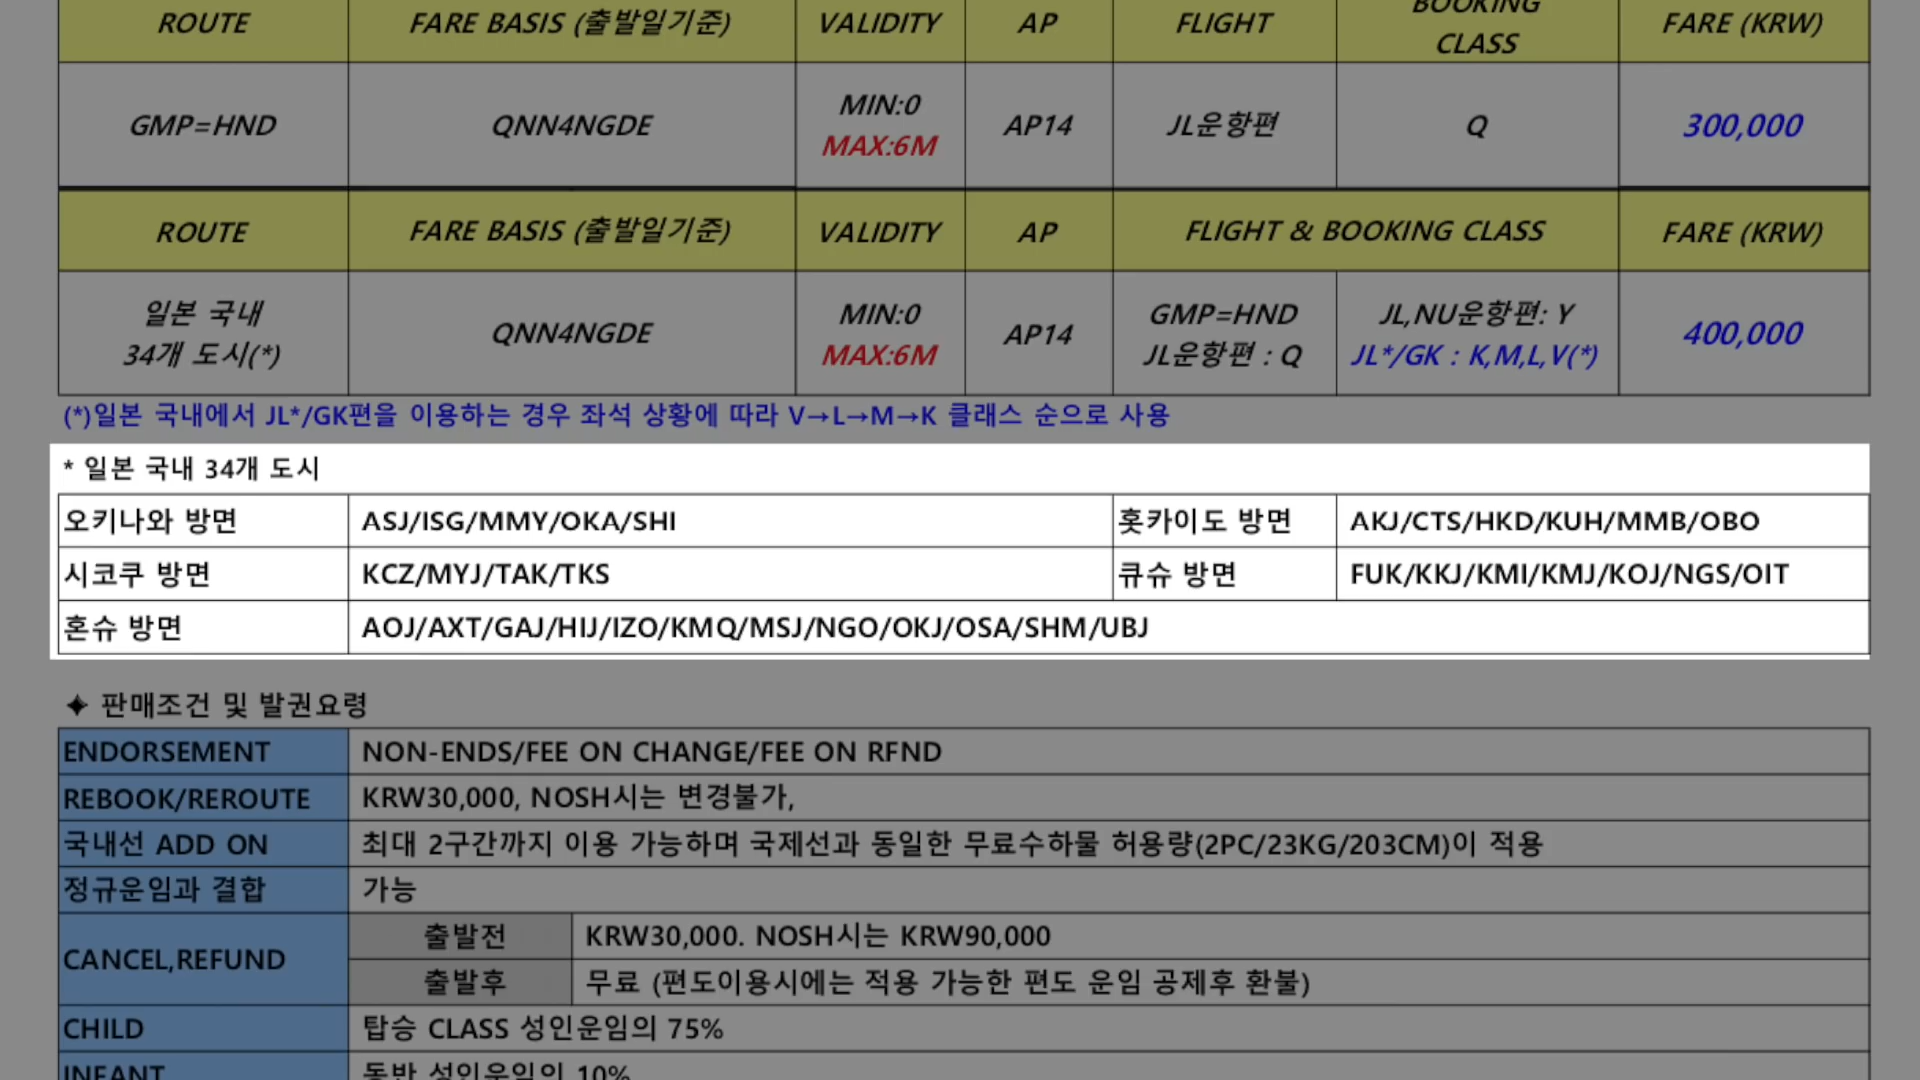 ROUTE FARE BASIS (출발일기준) VALIDITY AP FLIGHT BOOKING CLASS FARE (KRW)
GMP=HND QNN4NGDE MIN:0 MAX:6M AP14 JL운항편 Q 300,000
ROUTE FARE BASIS (출발일기준) VALIDITY AP FLIGHT & BOOKING CLASS FARE (KRW)
일본 국내 34개 도시(*) QNN4NGDE MIN:0 MAX:6M AP14 GMP=HND JL운항편 : Q JL,NU운항편: Y JL*/GK : K,M,L,V(*) 400,000
(*)일본 국내에서 JL*/GK편을 이용하는 경우 좌석 상황에 따라 V→L→M→K 클래스 순으로 사용
* 일본 국내 34개 도시
오키나와 방면 ASJ/ISG/MMY/OKA/SHI 홋카이도 방면 AKJ/CTS/HKD/KUH/MMB/OBO
시코쿠 방면 KCZ/MYJ/TAK/TKS 큐슈 방면 FUK/KKJ/KMI/KMJ/KOJ/NGS/OIT
혼슈 방면 AOJ/AXT/GAJ/HIJ/IZO/KMQ/MSJ/NGO/OKJ/OSA/SHM/UBJ
✦ 판매조건 및 발권요령
ENDORSEMENT NON-ENDS/FEE ON CHANGE/FEE ON RFND
REBOOK/REROUTE KRW30,000, NOSH시는 변경불가,
국내선 ADD ON 최대 2구간까지 이용 가능하며 국제선과 동일한 무료수하물 허용량(2PC/23KG/203CM)이 적용
정규운임과 결합 가능
CANCEL,REFUND 출발전 KRW30,000. NOSH시는 KRW90,000
출발후 무료 (편도이용시에는 적용 가능한 편도 운임 공제후 환불)
CHILD 탑승 CLASS 성인운임의 75%
INFANT 동반 성인운임의 10%